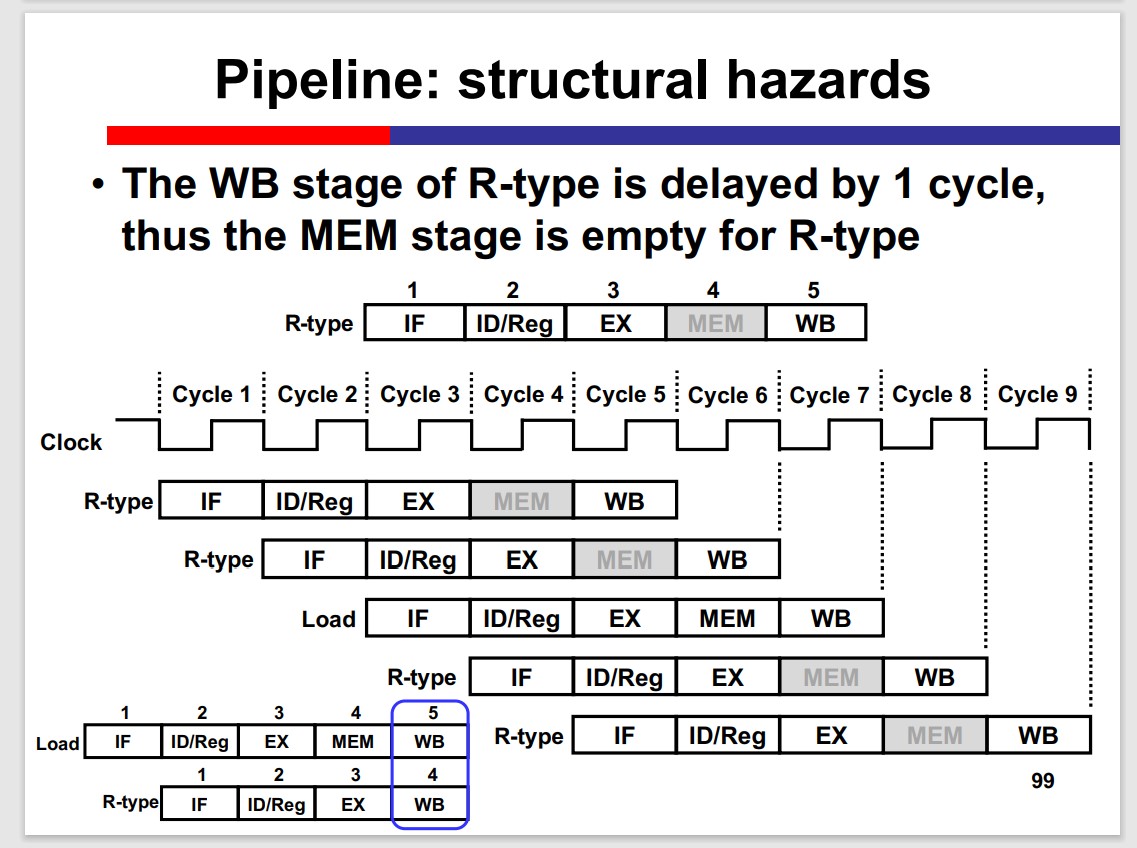 Pipeline: structural hazards
• The WB stage of R-type is delayed by 1 cycle,
thus the MEM stage is empty for R-type
1 2 3 4 5
R-type IF ID/Reg EX MEM WB
Cycle 1 Cycle 2 Cycle 3 Cycle 4 Cycle 5 Cycle 6 Cycle 7 Cycle 8 Cycle 9
Clock
R-type IF ID/Reg EX MEM WB
R-type IF ID/Reg EX MEM WB
Load IF ID/Reg EX MEM WB
R-type IF ID/Reg EX MEM WB
R-type IF ID/Reg EX MEM WB
1 2 3 4 5
Load IF ID/Reg EX MEM WB
1 2 3 4
R-type IF ID/Reg EX WB
99